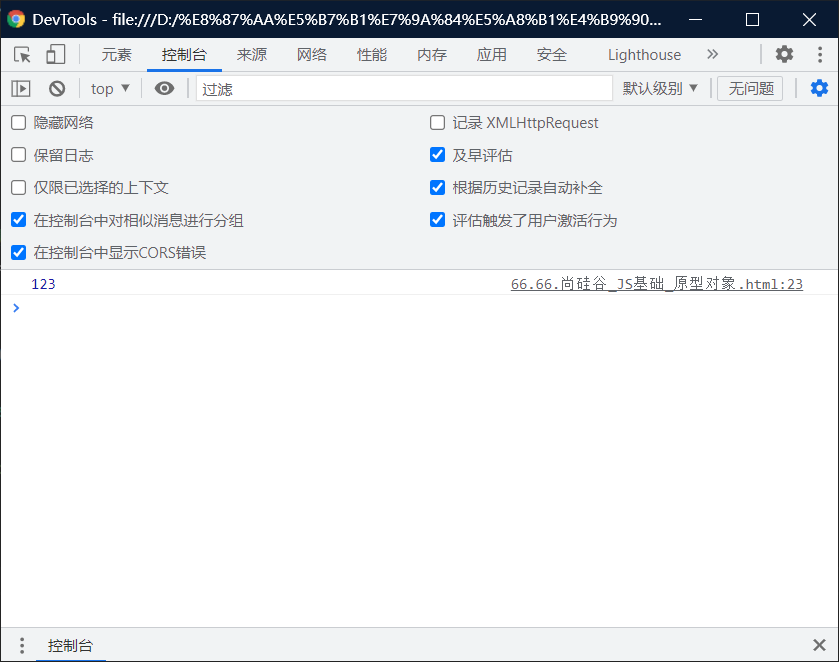 DevTools - file:///D:/%E8%87%AA%E5%B7%B1%E7%9A%84%E5%A8%B1%E4%B9%90...
元素 控制台 来源 网络 性能 内存 应用 安全 Lighthouse »
top ▼ 过滤 默认级别 ▼ 无问题
隐藏网络 记录 XMLHttpRequest
保留日志 及早评估
仅限已选择的上下文 根据历史记录自动补全
在控制台中对相似消息进行分组 评估触发了用户激活行为
在控制台中显示CORS错误
123 66.66.尚硅谷_JS基础_原型对象.html:23
>
控制台